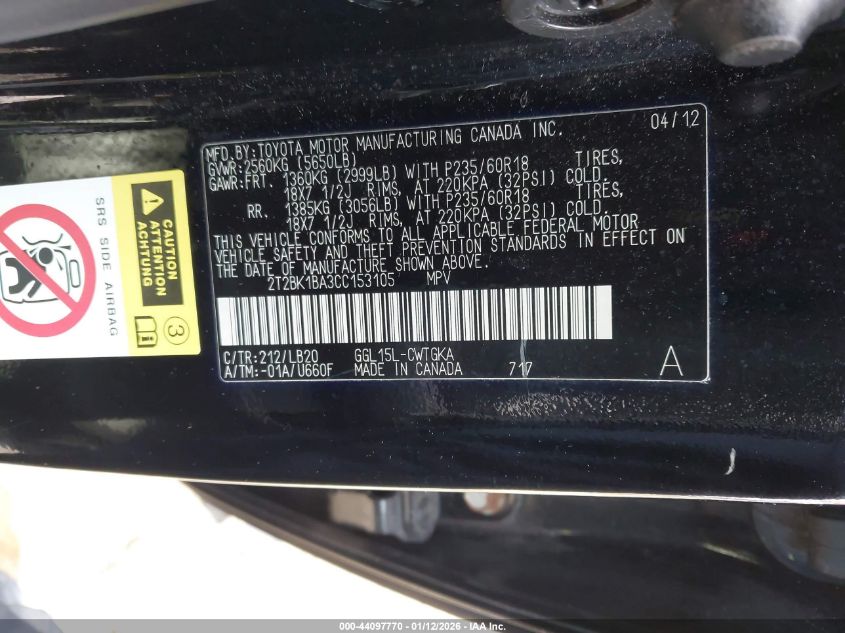 MFD.BY:TOYOTA MOTOR MANUFACTURING CANADA INC. 04/12
GVWR:2560KG (5650LB)
GAWR:FRT. 1360KG (2999LB) WITH P235/60R18 TIRES,
18X7 1/2J RIMS, AT 220KPA (32PSI) COLD.
RR. 1385KG (3056LB) WITH P235/60R18 TIRES,
18X7 1/2J RIMS, AT 220KPA (32PSI) COLD.
THIS VEHICLE CONFORMS TO ALL APPLICABLE FEDERAL MOTOR
VEHICLE SAFETY AND THEFT PREVENTION STANDARDS IN EFFECT ON
THE DATE OF MANUFACTURE SHOWN ABOVE.
2T2BK1BA3CC153105 MPV
C/TR:212/LB20 GGL15L-CWTGKA
A/TM:-01A/U660F MADE IN CANADA 717 A
CAUTION
ATTENTION
ACHTUNG
SRS SIDE AIRBAG
3
000-44097770 - 01/12/2026 - IAA Inc.